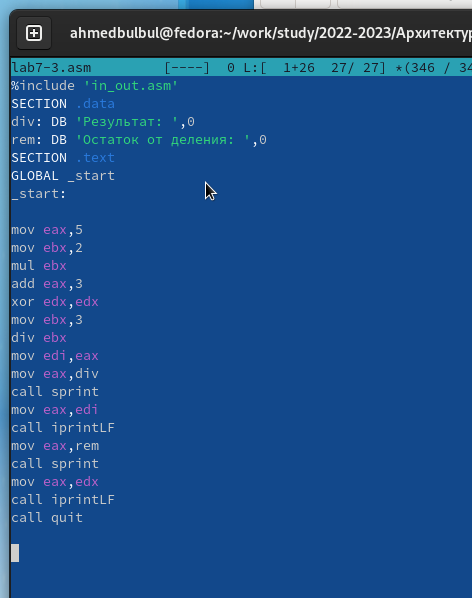 ahmedbulbul@fedora:~/work/study/2022-2023/Архитектур
lab7-3.asm [----] 0 L:[ 1+26 27/ 27] *(346 / 34
%include 'in_out.asm'
SECTION .data
div: DB 'Результат: ',0
rem: DB 'Остаток от деления: ',0
SECTION .text
GLOBAL _start
_start:
mov eax,5
mov ebx,2
mul ebx
add eax,3
xor edx,edx
mov ebx,3
div ebx
mov edi,eax
mov eax,div
call sprint
mov eax,edi
call iprintLF
mov eax,rem
call sprint
mov eax,edx
call iprintLF
call quit